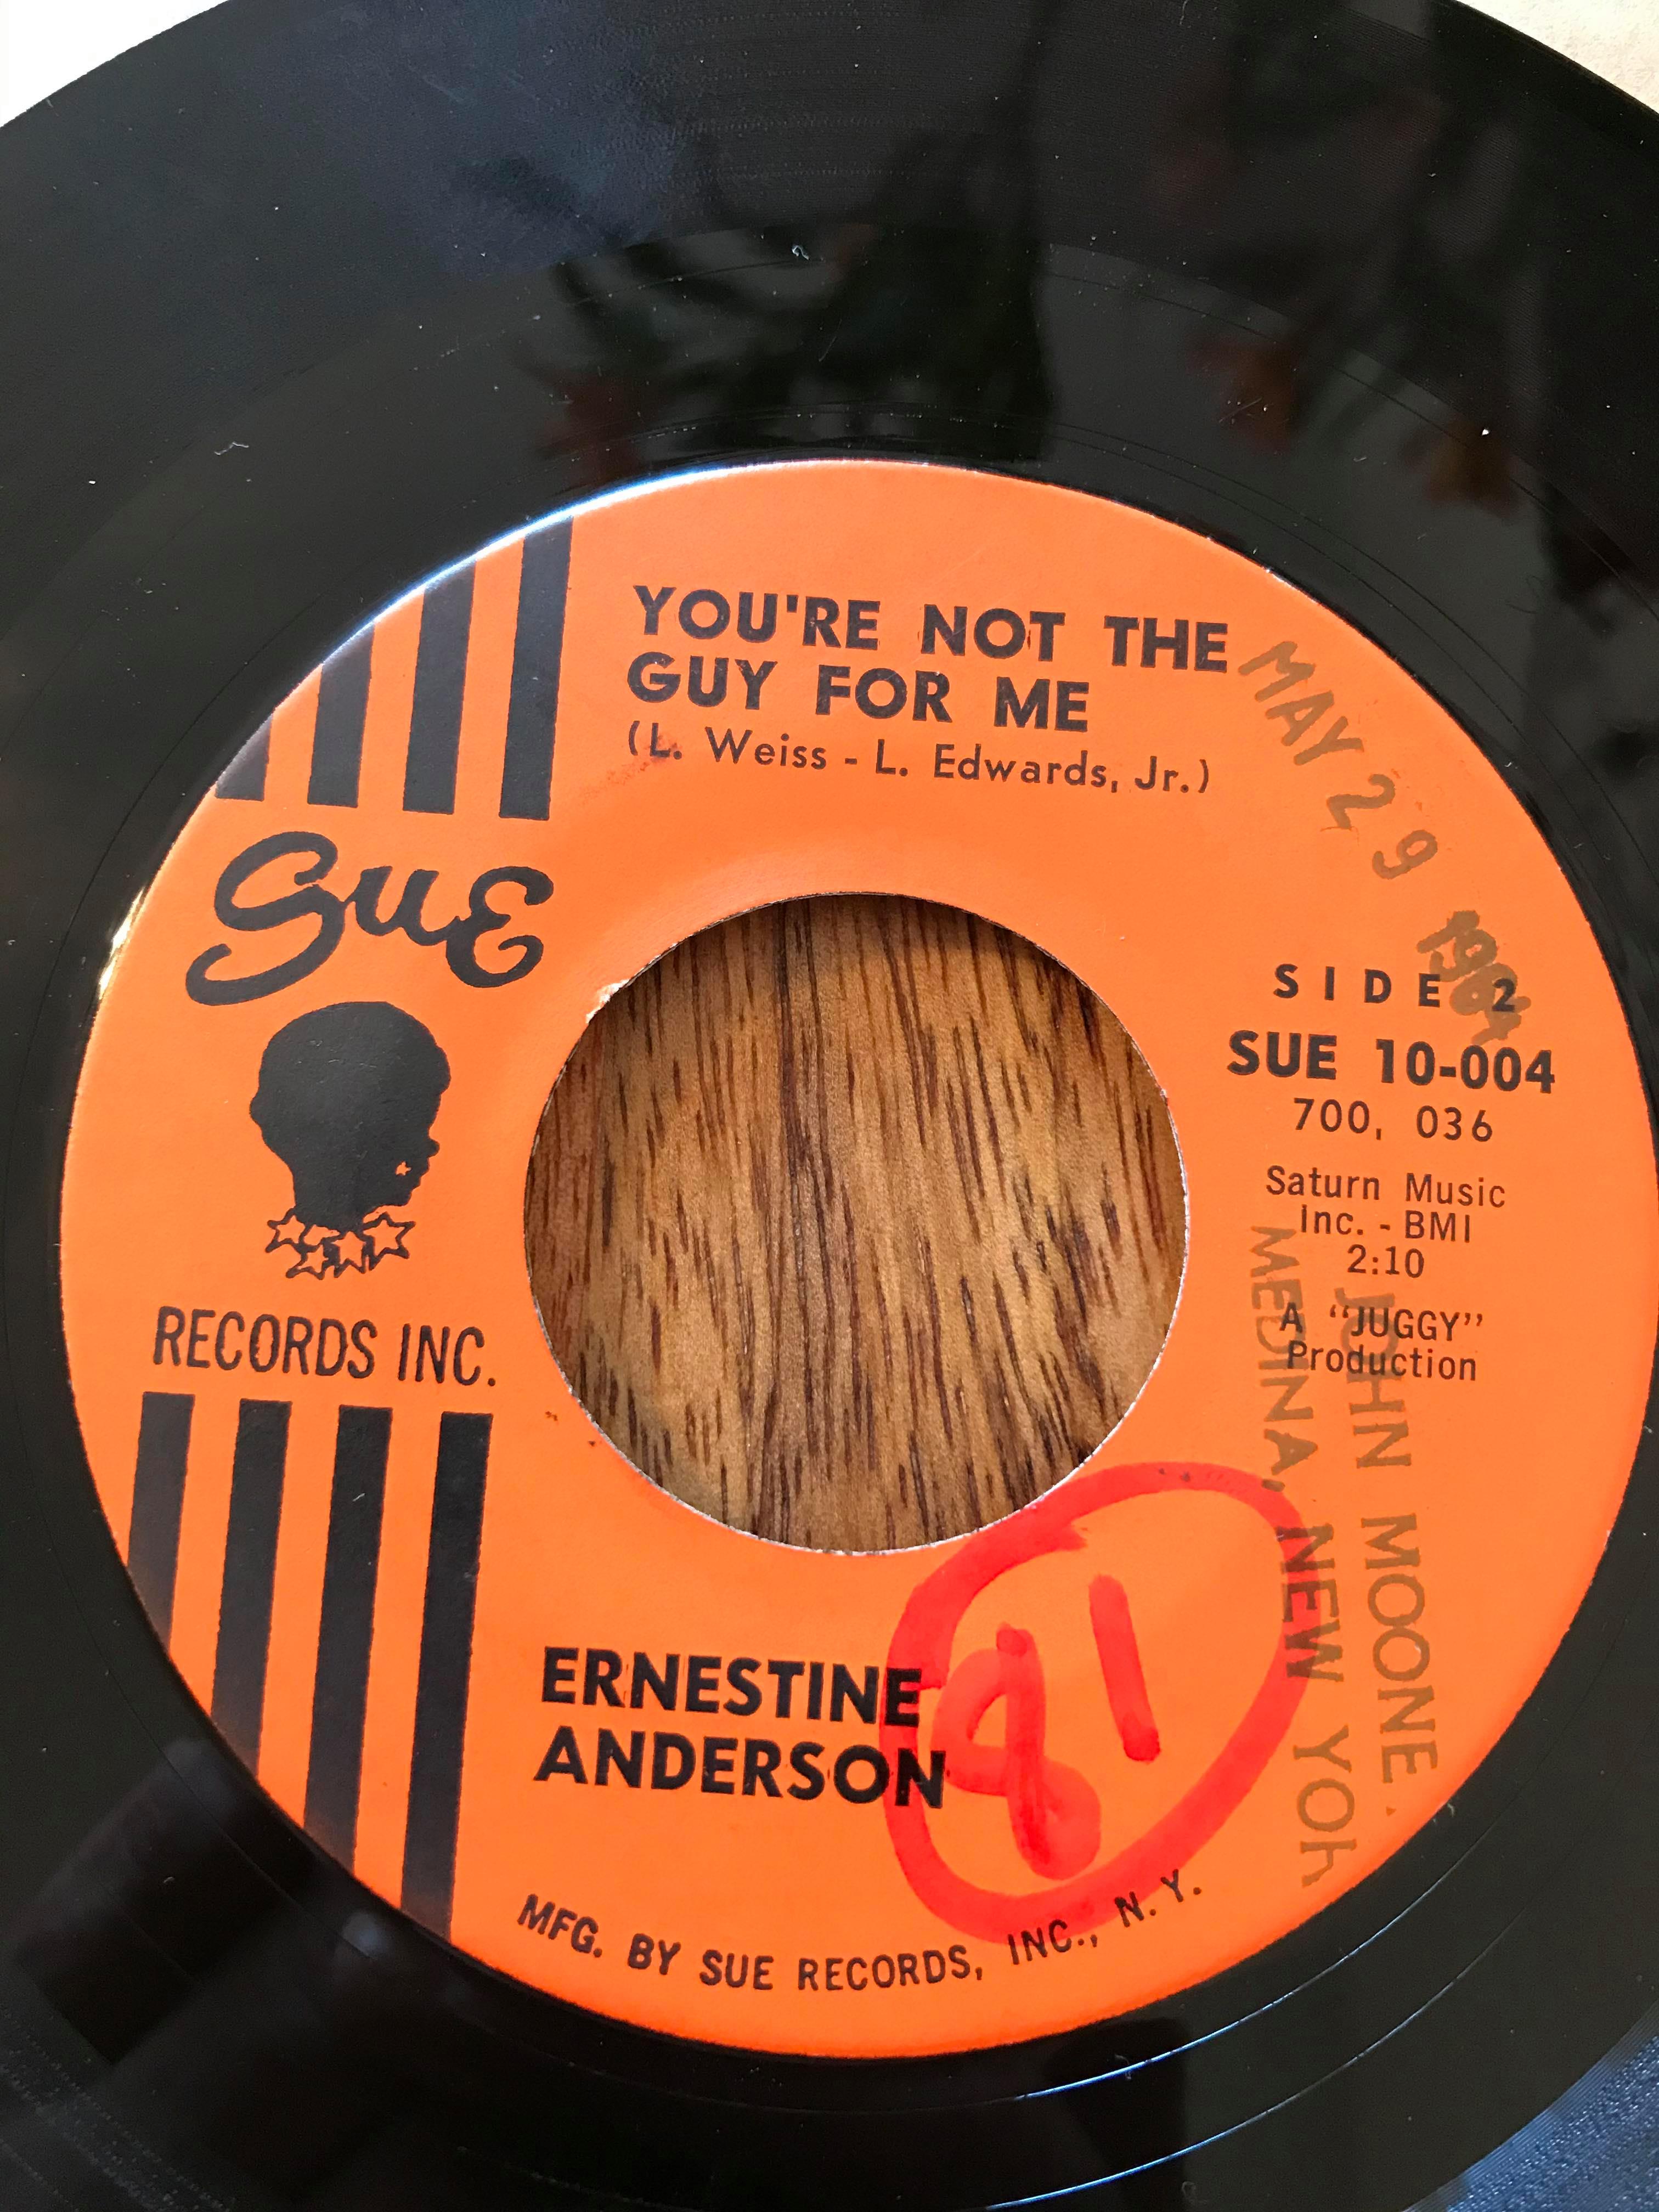 YOU'RE NOT THE
GUY FOR ME
(L. Weiss - L. Edwards, Jr.)
MAY 29
Sue
RECORDS INC.
SIDE 2
SUE 10-004
700, 036
Saturn Music
Inc. - BMI
2:10
A "JUGGY"
Production
JOHN MOONE
MEDINA, NEW YOR
81
ERNESTINE
ANDERSON
MFG. BY SUE RECORDS, INC., N. Y.